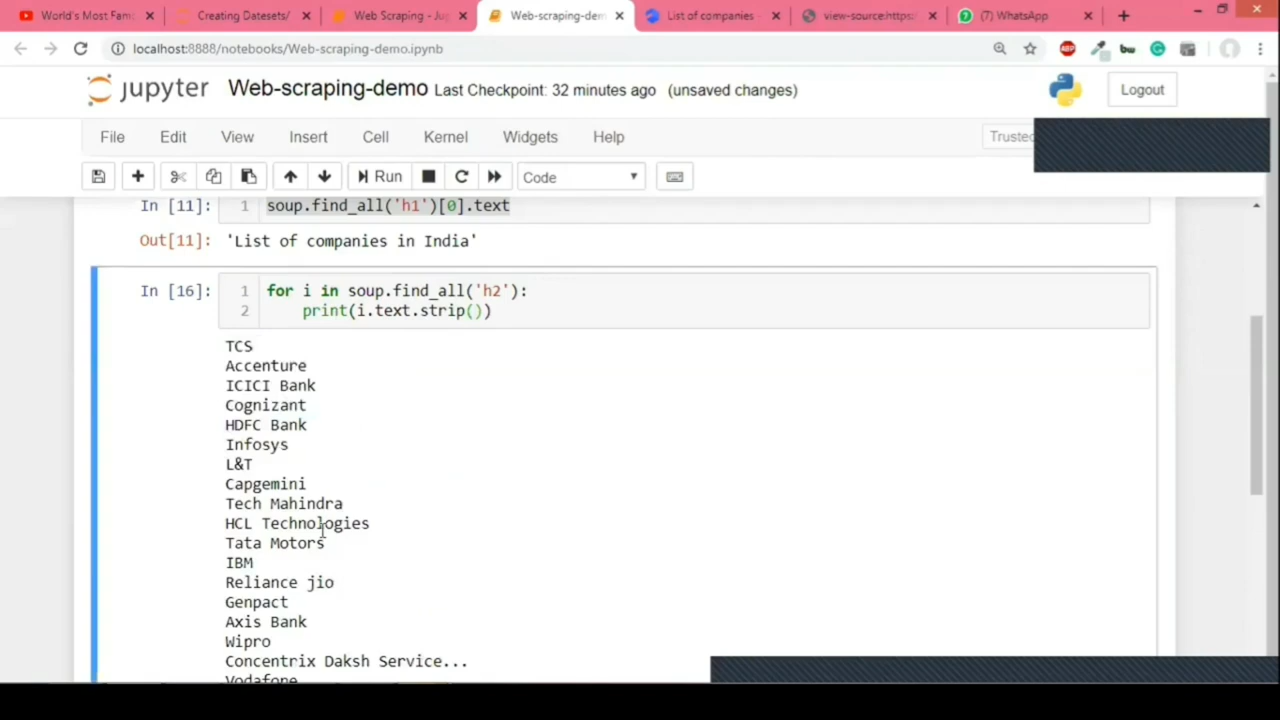 World's Most Fam
Creating Datesets/
Web Scraping - Jup
Web-scraping-dem
List of companies
view-source:https:
(7) WhatsApp
localhost:8888/notebooks/Web-scraping-demo.ipynb
ABP
jupyter Web-scraping-demo Last Checkpoint: 32 minutes ago (unsaved changes)
Logout
File Edit View Insert Cell Kernel Widgets Help
Trusted
Run Code
In [11]: 1 soup.find_all('h1')[0].text
Out[11]: 'List of companies in India'
In [16]: 1 for i in soup.find_all('h2'):
2 print(i.text.strip())
TCS
Accenture
ICICI Bank
Cognizant
HDFC Bank
Infosys
L&T
Capgemini
Tech Mahindra
HCL Technologies
Tata Motors
IBM
Reliance jio
Genpact
Axis Bank
Wipro
Concentrix Daksh Service...
Vodafone